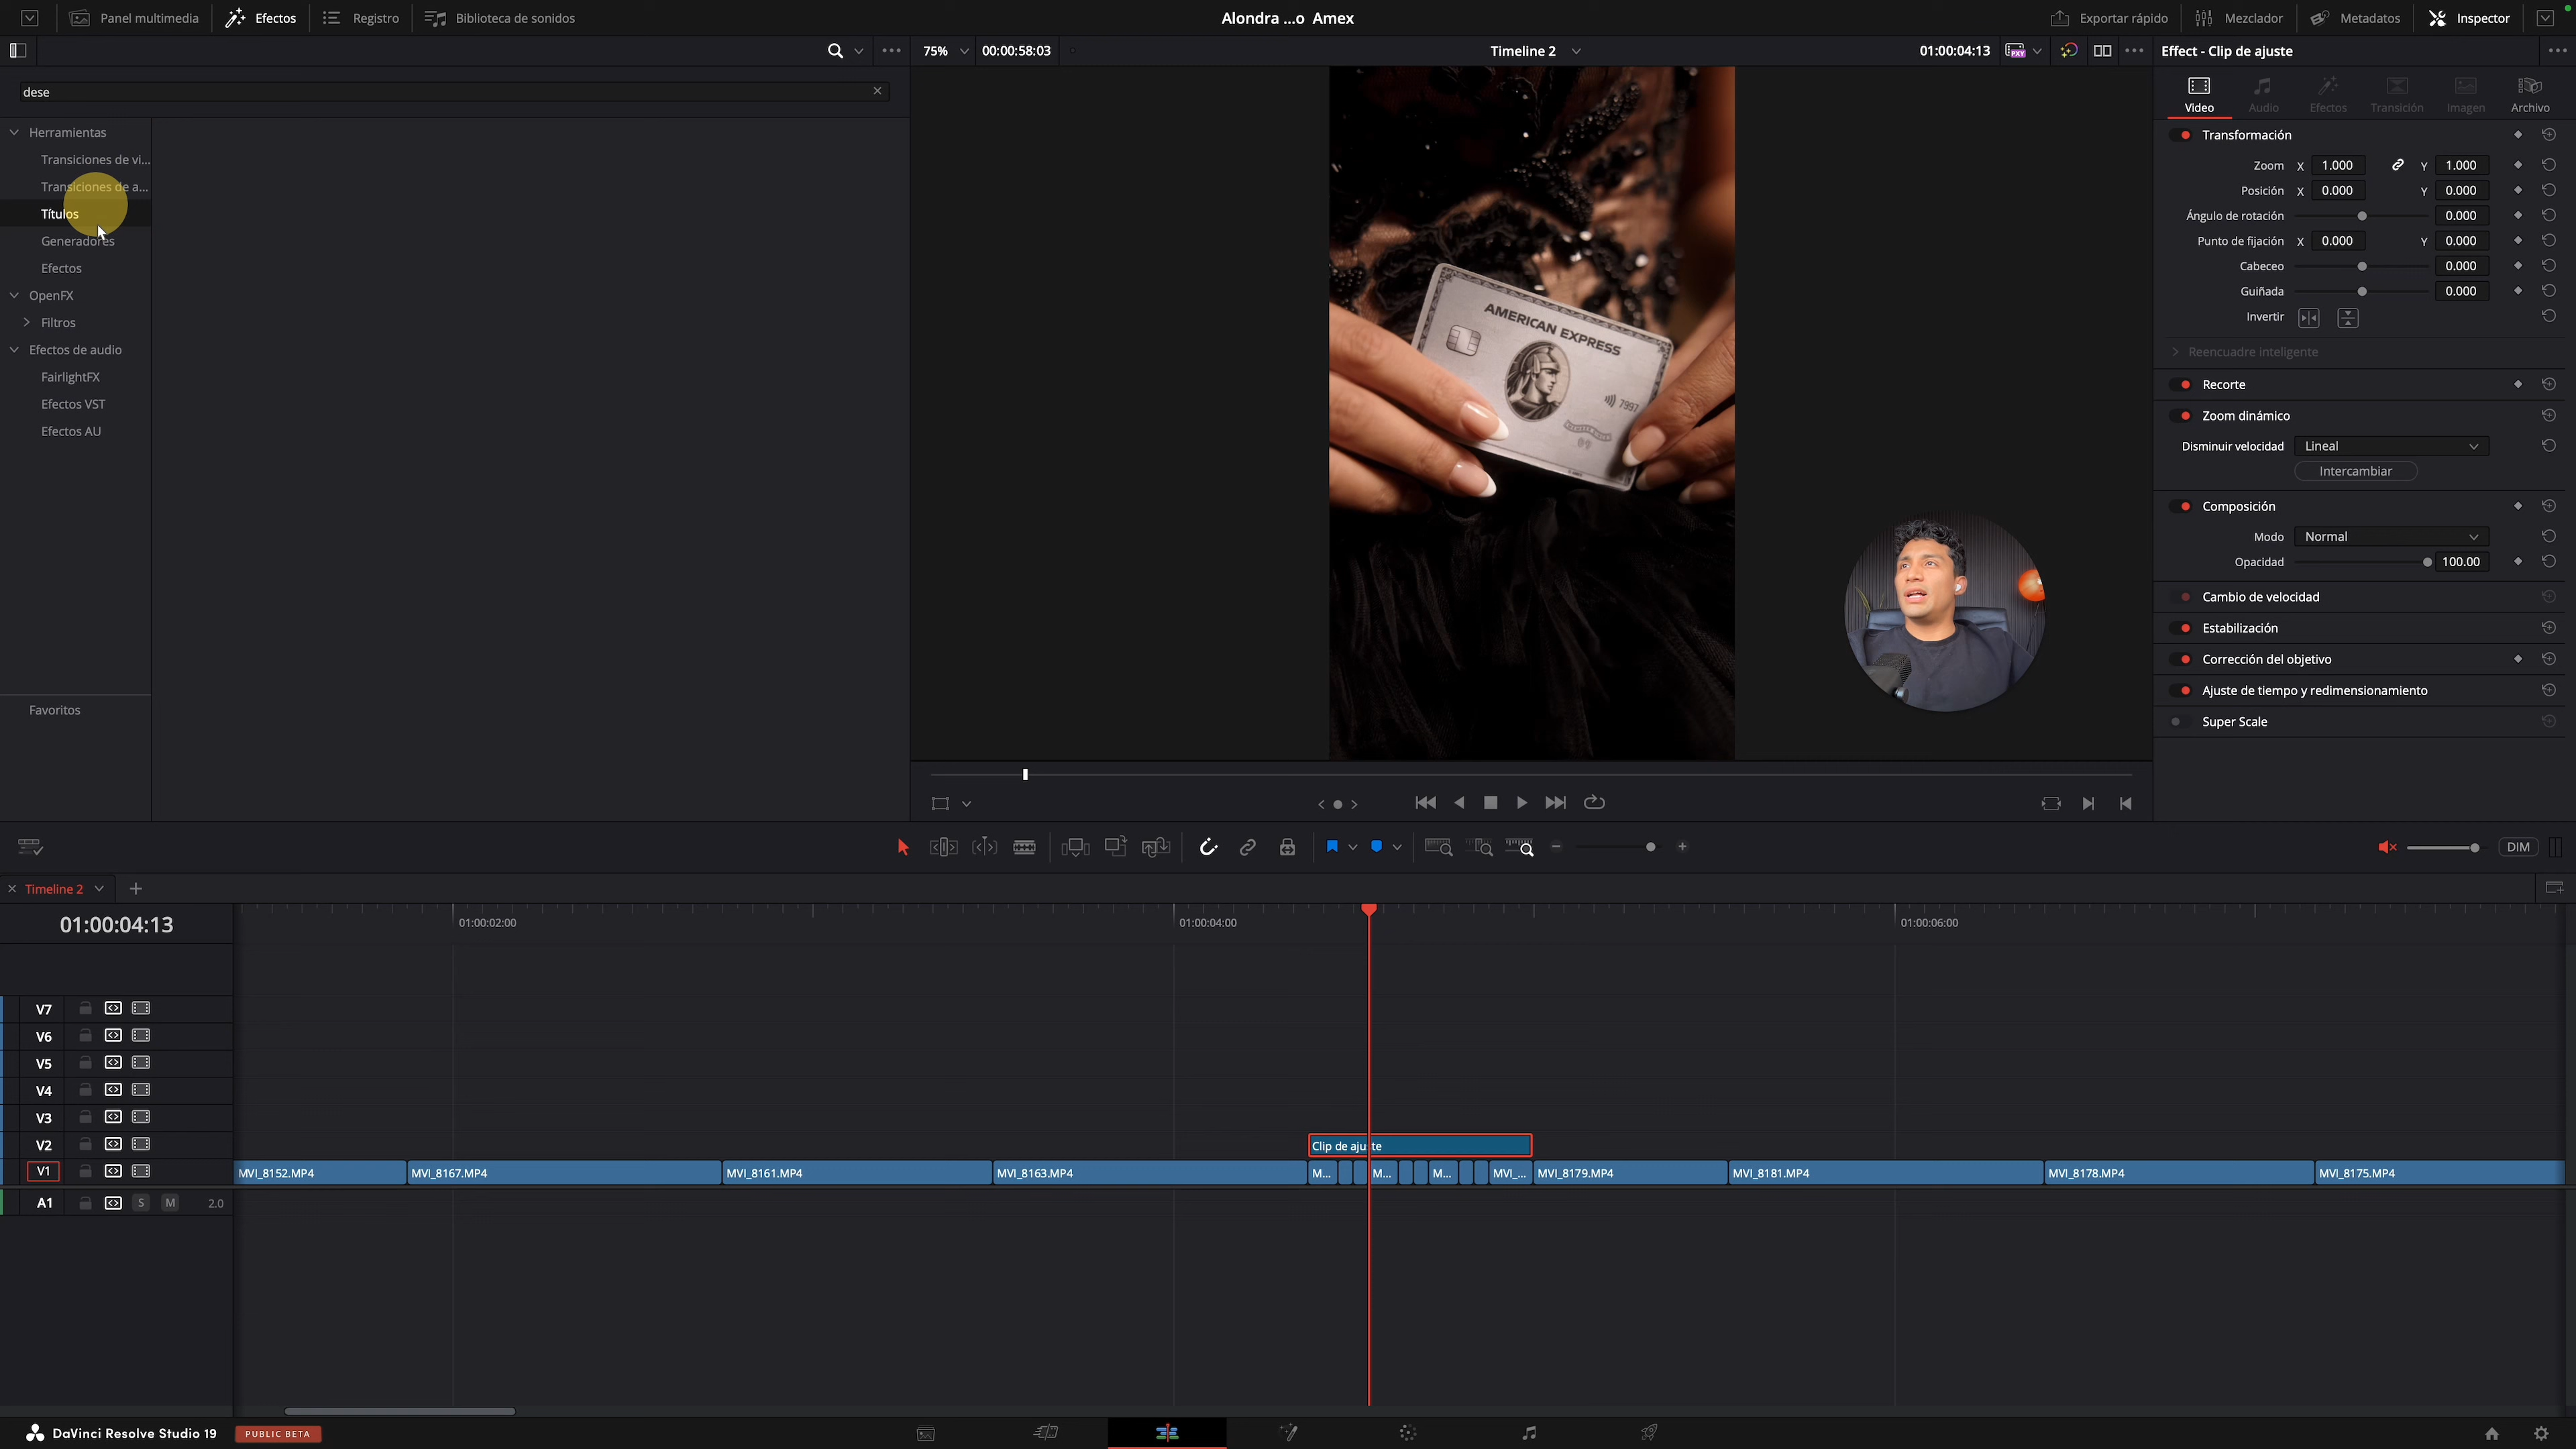 Panel multimedia Efectos Registro Biblioteca de sonidos Alondra ...o Amex Exportar rápido Mezclador Metadatos Inspector
75% 00:00:58:03 Timeline 2 01:00:04:13 PXY Effect - Clip de ajuste
dese
Herramientas
Transiciones de vi...
Transiciones de a...
Títulos
Generadores
Efectos
OpenFX
Filtros
Efectos de audio
FairlightFX
Efectos VST
Efectos AU
Favoritos
AMERICAN EXPRESS
7997
09
Video Audio Efectos Transición Imagen Archivo
Transformación
Zoom X 1.000 Y 1.000
Posición X 0.000 Y 0.000
Ángulo de rotación 0.000
Punto de fijación X 0.000 Y 0.000
Cabeceo 0.000
Guiñada 0.000
Invertir
Reencuadre inteligente
Recorte
Zoom dinámico
Disminuir velocidad Lineal
Intercambiar
Composición
Modo Normal
Opacidad 100.00
Cambio de velocidad
Estabilización
Corrección del objetivo
Ajuste de tiempo y redimensionamiento
Super Scale
DIM
Timeline 2
01:00:04:13 01:00:02:00 01:00:04:00 01:00:06:00
V7
V6
V5
V4
V3
V2 Clip de ajuste
V1 MVI_8152.MP4 MVI_8167.MP4 MVI_8161.MP4 MVI_8163.MP4 M... M... M... MVI_... MVI_8179.MP4 MVI_8181.MP4 MVI_8178.MP4 MVI_8175.MP4
A1 S M 2.0
DaVinci Resolve Studio 19 PUBLIC BETA